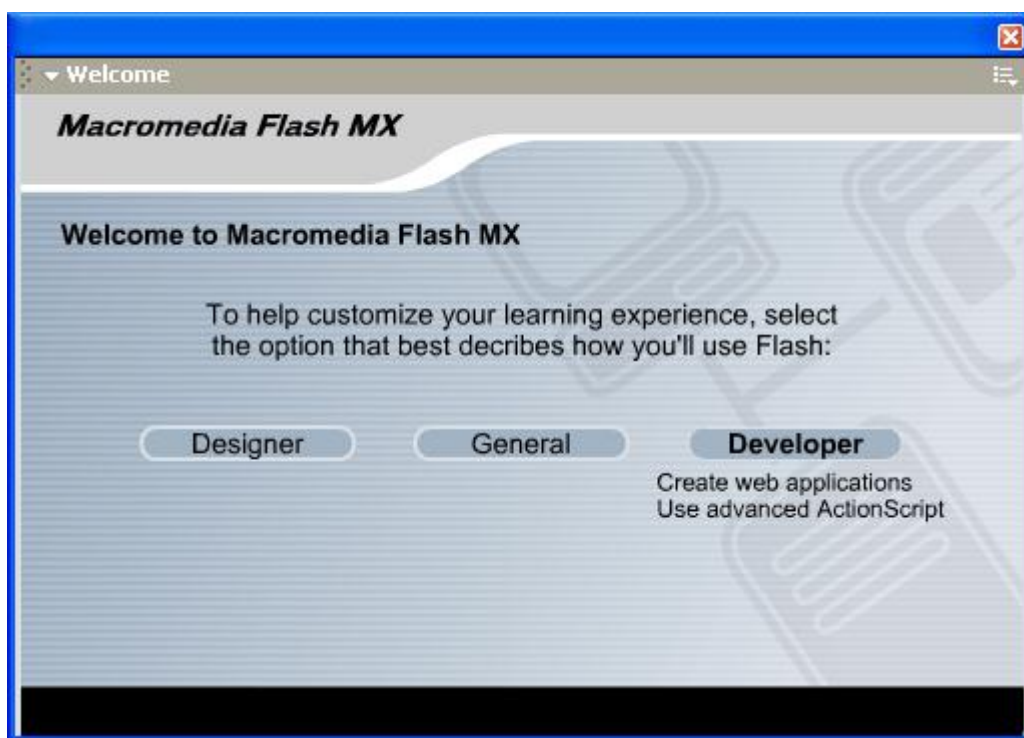 Welcome
Macromedia Flash MX
Welcome to Macromedia Flash MX
To help customize your learning experience, select
the option that best decribes how you'll use Flash:
Designer
General
Developer
Create web applications
Use advanced ActionScript